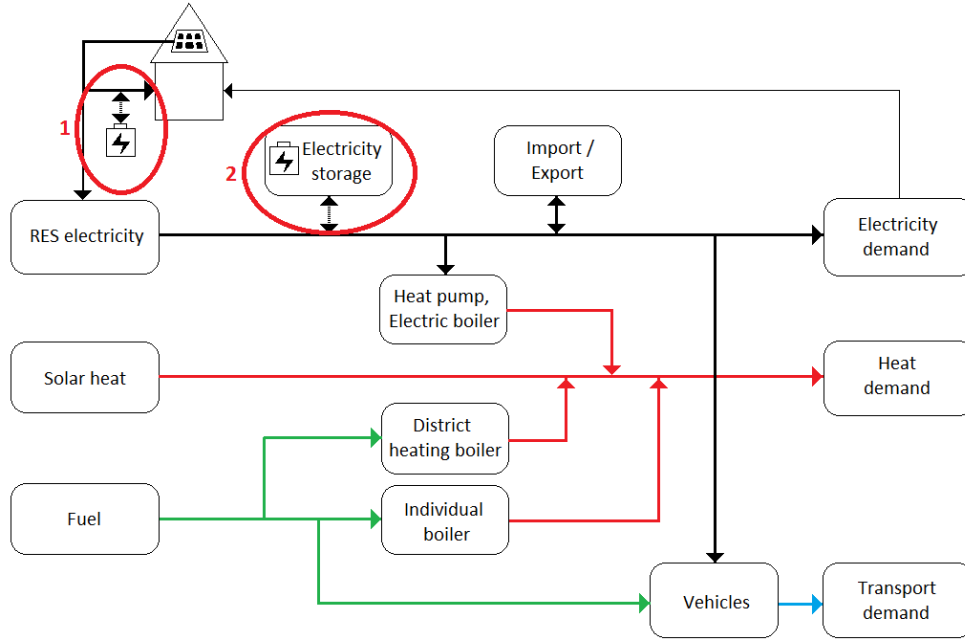 1
2
Electricity
storage
Import /
Export
RES electricity
Electricity
demand
Heat pump,
Electric boiler
Solar heat
Heat
demand
District
heating boiler
Fuel
Individual
boiler
Vehicles
Transport
demand